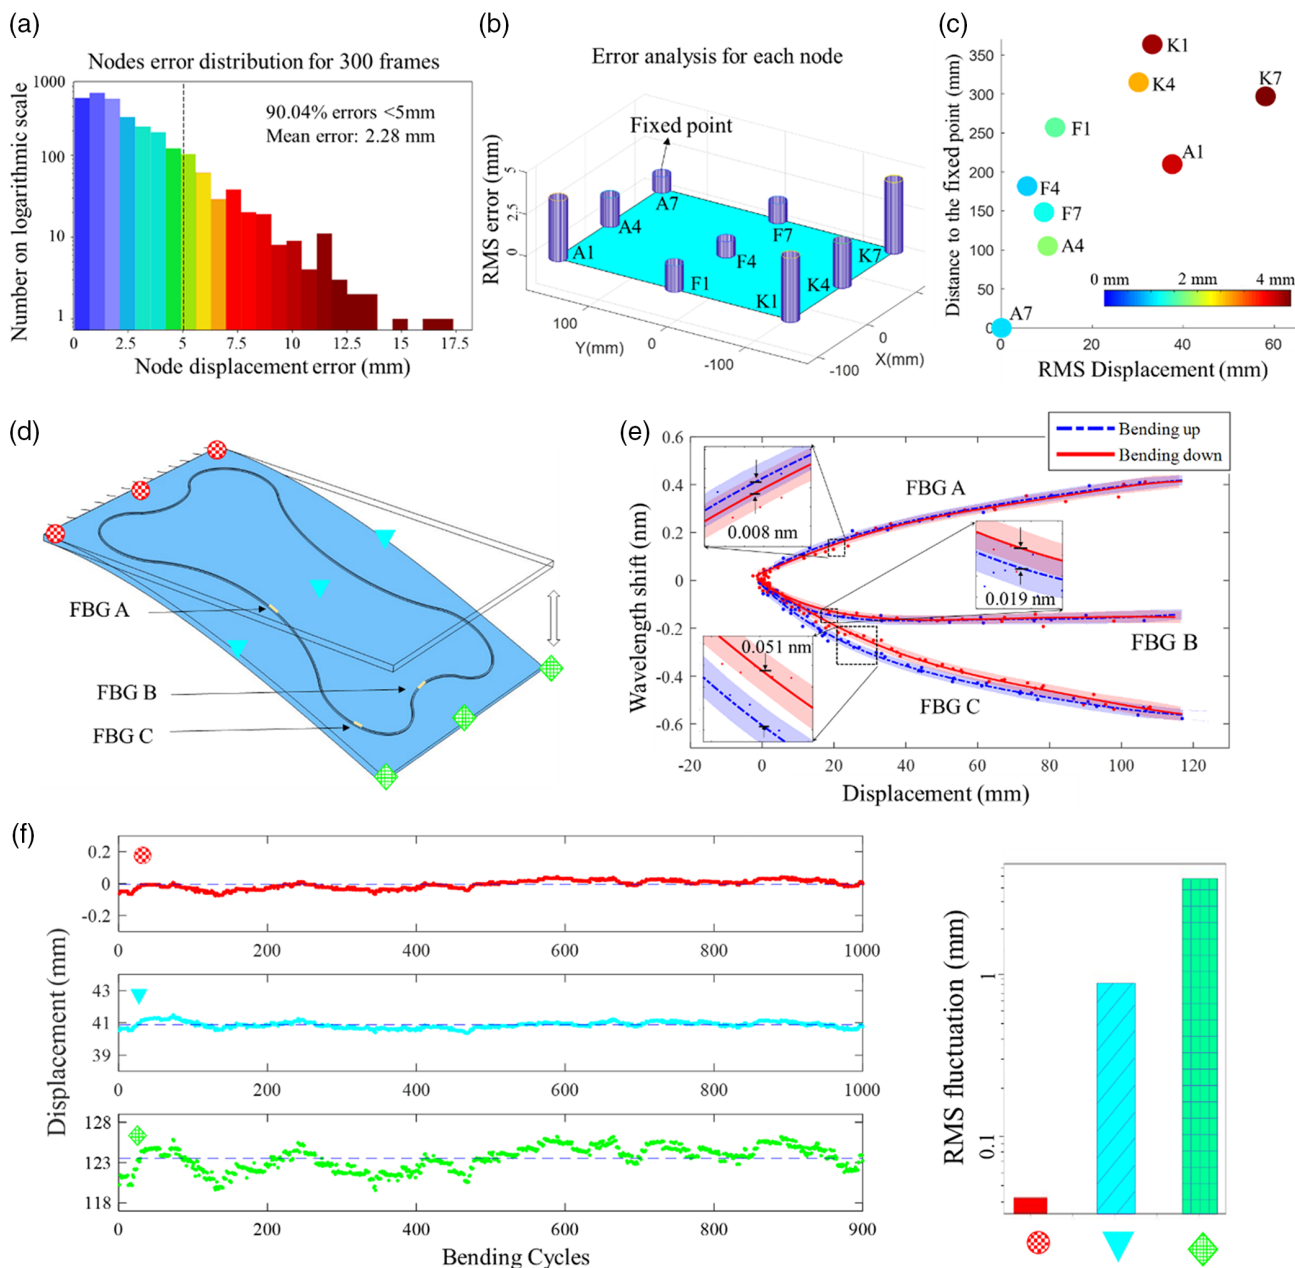 (a)
Nodes error distribution for 300 frames
90.04% errors <5mm
Mean error: 2.28 mm
Number on logarithmic scale
1000
100
10
1
0
2.5
5
7.5
10
12.5
15
17.5
Node displacement error (mm)
(b)
Error analysis for each node
Fixed point
RMS error (mm)
5
2.5
0
A1
A4
A7
F1
F4
F7
K1
K4
K7
100
0
-100
Y(mm)
0
-100
X(mm)
(c)
Distance to the fixed point (mm)
350
300
250
200
150
100
50
0
K1
K4
K7
F1
A1
F4
F7
A4
A7
0 mm
2 mm
4 mm
20
40
60
RMS Displacement (mm)
(d)
FBG A
FBG B
FBG C
(e)
Bending up
Bending down
Wavelength shift (nm)
0.6
0.4
0.2
0
-0.2
-0.4
-0.6
FBG A
FBG B
FBG C
0.008 nm
0.019 nm
0.051 nm
-20
0
20
40
60
80
100
120
Displacement (mm)
(f)
Displacement (mm)
0.2
0
-0.2
0
200
400
600
800
1000
43
41
39
0
200
400
600
800
1000
128
123
118
0
200
400
600
800
900
Bending Cycles
RMS fluctuation (mm)
1
0.1